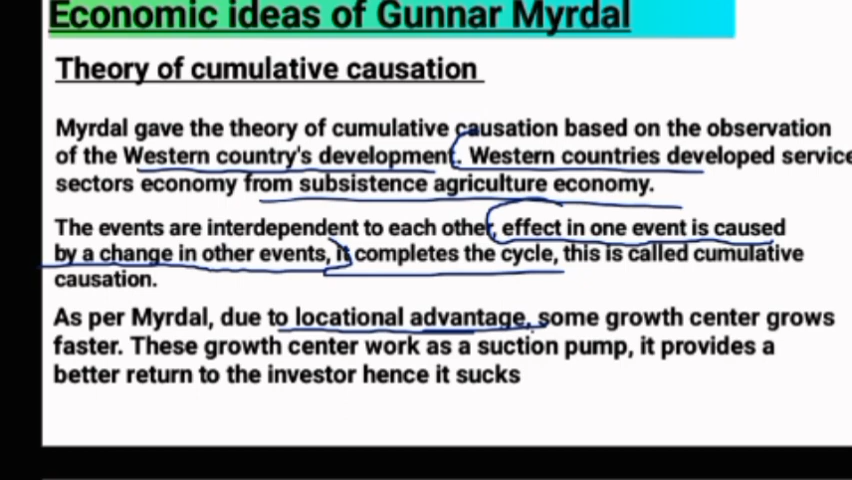 Economic ideas of Gunnar Myrdal
Theory of cumulative causation
Myrdal gave the theory of cumulative causation based on the observation
of the Western country's development. Western countries developed service
sectors economy from subsistence agriculture economy.
The events are interdependent to each other, effect in one event is caused
by a change in other events, it completes the cycle, this is called cumulative
causation.
As per Myrdal, due to locational advantage, some growth center grows
faster. These growth center work as a suction pump, it provides a
better return to the investor hence it sucks